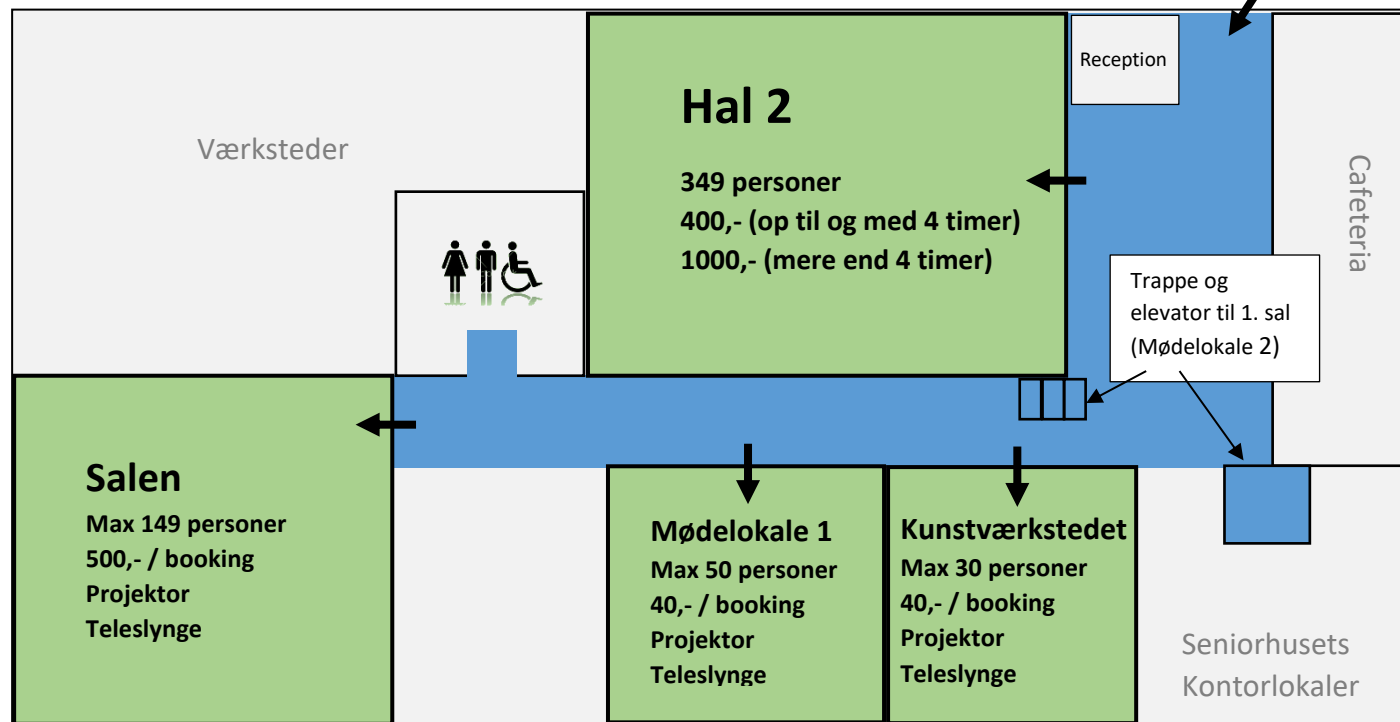 Værksteder
Hal 2
349 personer
400,- (op til og med 4 timer)
1000,- (mere end 4 timer)
Reception
Cafeteria
Trappe og
elevator til 1. sal
(Mødelokale 2)
Salen
Max 149 personer
500,- / booking
Projektor
Teleslynge
Mødelokale 1
Max 50 personer
40,- / booking
Projektor
Teleslynge
Kunstværkstedet
Max 30 personer
40,- / booking
Projektor
Teleslynge
Seniorhusets
Kontorlokaler